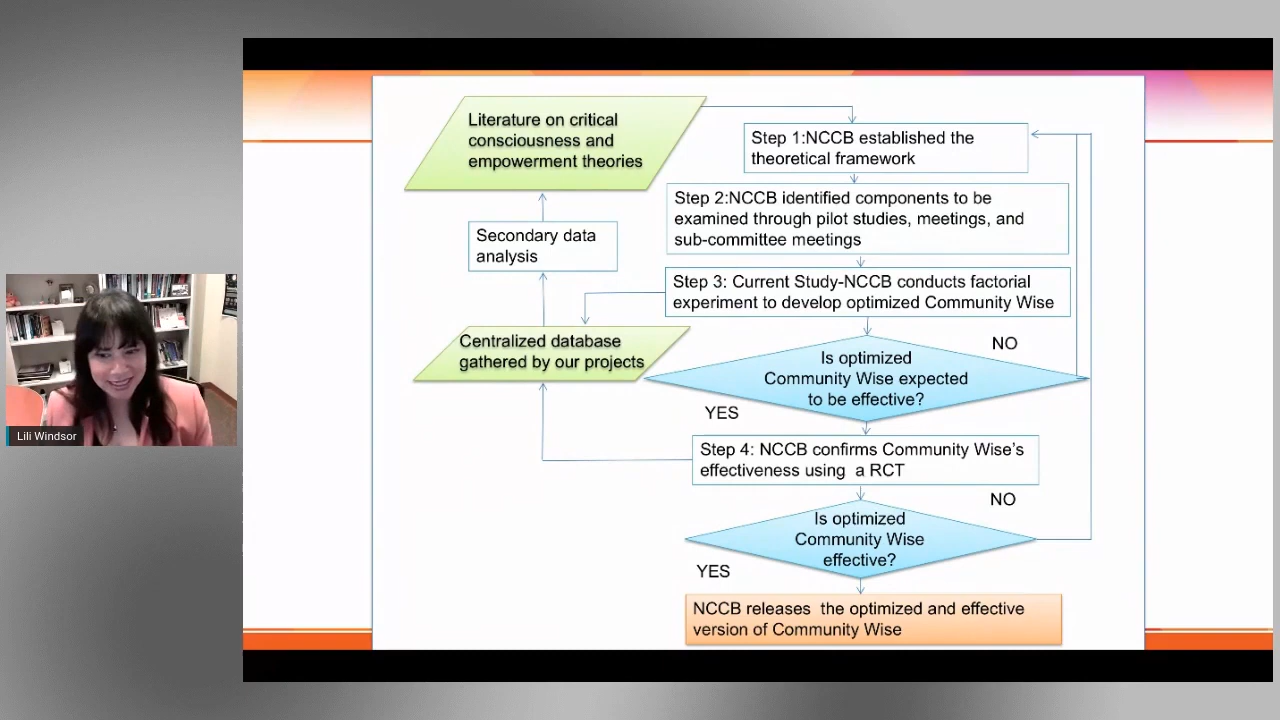 Literature on critical
consciousness and
empowerment theories
Step 1:NCCB established the
theoretical framework
Step 2:NCCB identified components to be
examined through pilot studies, meetings, and
sub-committee meetings
Secondary data
analysis
Step 3: Current Study-NCCB conducts factorial
experiment to develop optimized Community Wise
Centralized database
gathered by our projects
NO
Is optimized
Community Wise expected
to be effective?
YES
Step 4: NCCB confirms Community Wise's
effectiveness using a RCT
NO
Is optimized
Community Wise
effective?
YES
NCCB releases the optimized and effective
version of Community Wise
Lili Windsor